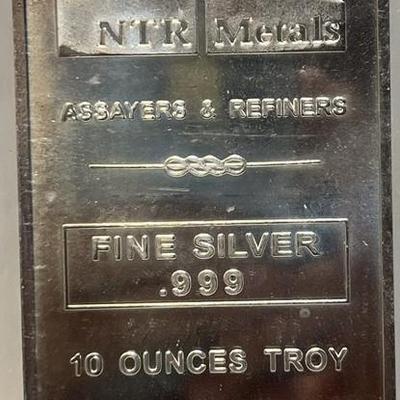 NTR Metals
ASSAYERS & REFINERS
FINE SILVER
.999
10 OUNCES TROY